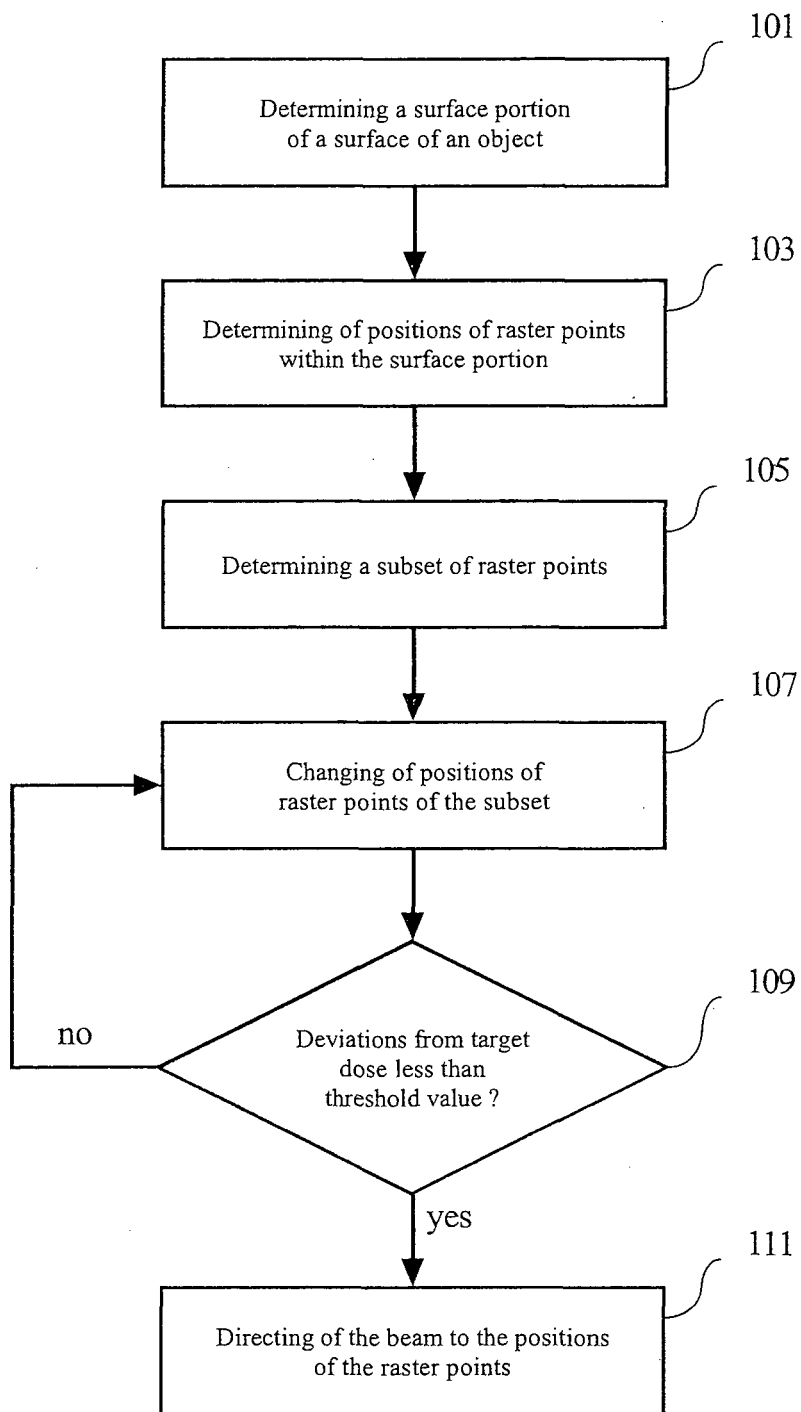 101
Determining a surface portion
of a surface of an object
103
Determining of positions of raster points
within the surface portion
105
Determining a subset of raster points
107
Changing of positions of
raster points of the subset
109
no
Deviations from target
dose less than
threshold value ?
yes
111
Directing of the beam to the positions
of the raster points